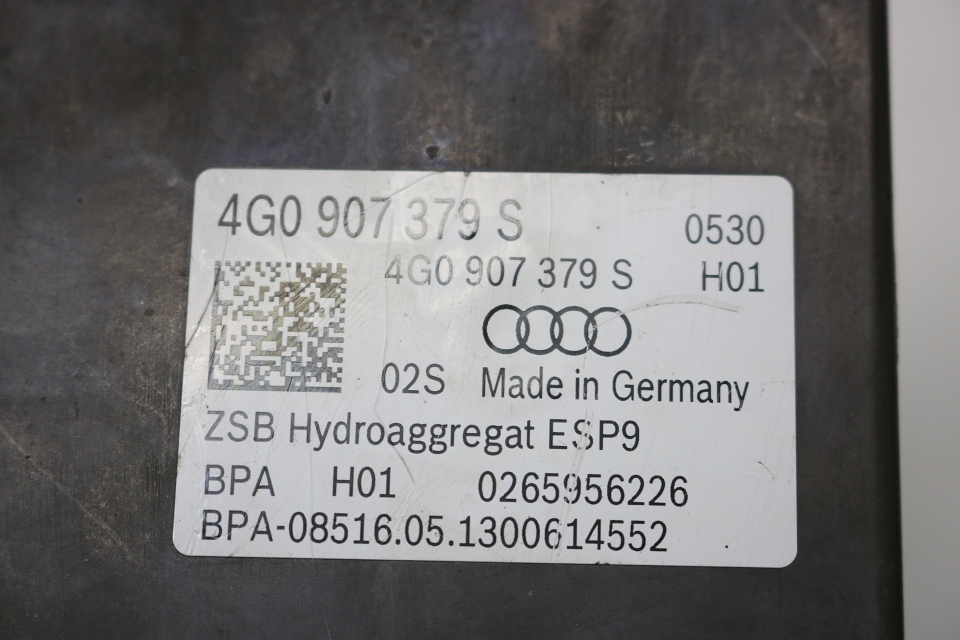 4G0 907 379 S 0530
4G0 907 379 S H01
02S Made in Germany
ZSB Hydroaggregat ESP9
BPA H01 0265956226
BPA-08516.05.1300614552